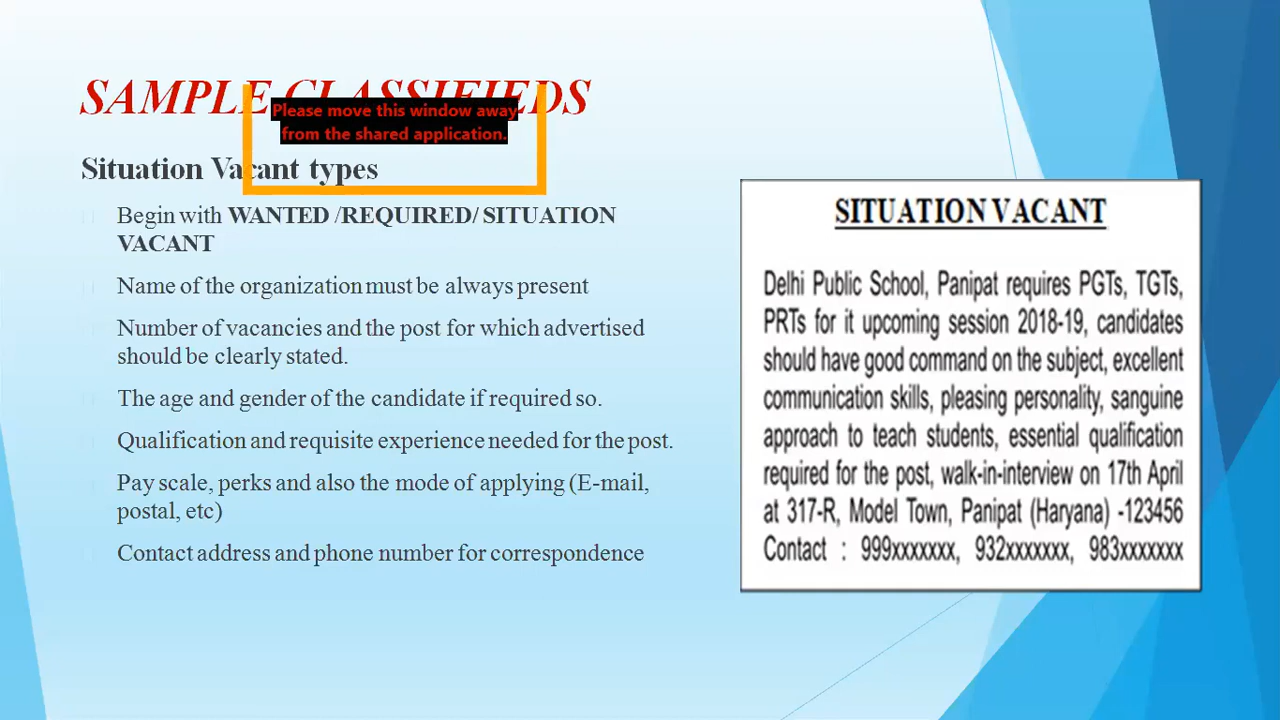 SAMPLE CLASSIFIEDS
Please move this window away
from the shared application.
Situation Vacant types
Begin with WANTED /REQUIRED/ SITUATION
VACANT
Name of the organization must be always present
Number of vacancies and the post for which advertised
should be clearly stated.
The age and gender of the candidate if required so.
Qualification and requisite experience needed for the post.
Pay scale, perks and also the mode of applying (E-mail,
postal, etc)
Contact address and phone number for correspondence
SITUATION VACANT
Delhi Public School, Panipat requires PGTs, TGTs,
PRTs for it upcoming session 2018-19, candidates
should have good command on the subject, excellent
communication skills, pleasing personality, sanguine
approach to teach students, essential qualification
required for the post, walk-in-interview on 17th April
at 317-R, Model Town, Panipat (Haryana) -123456
Contact : 999xxxxxxx, 932xxxxxxx, 983xxxxxxx